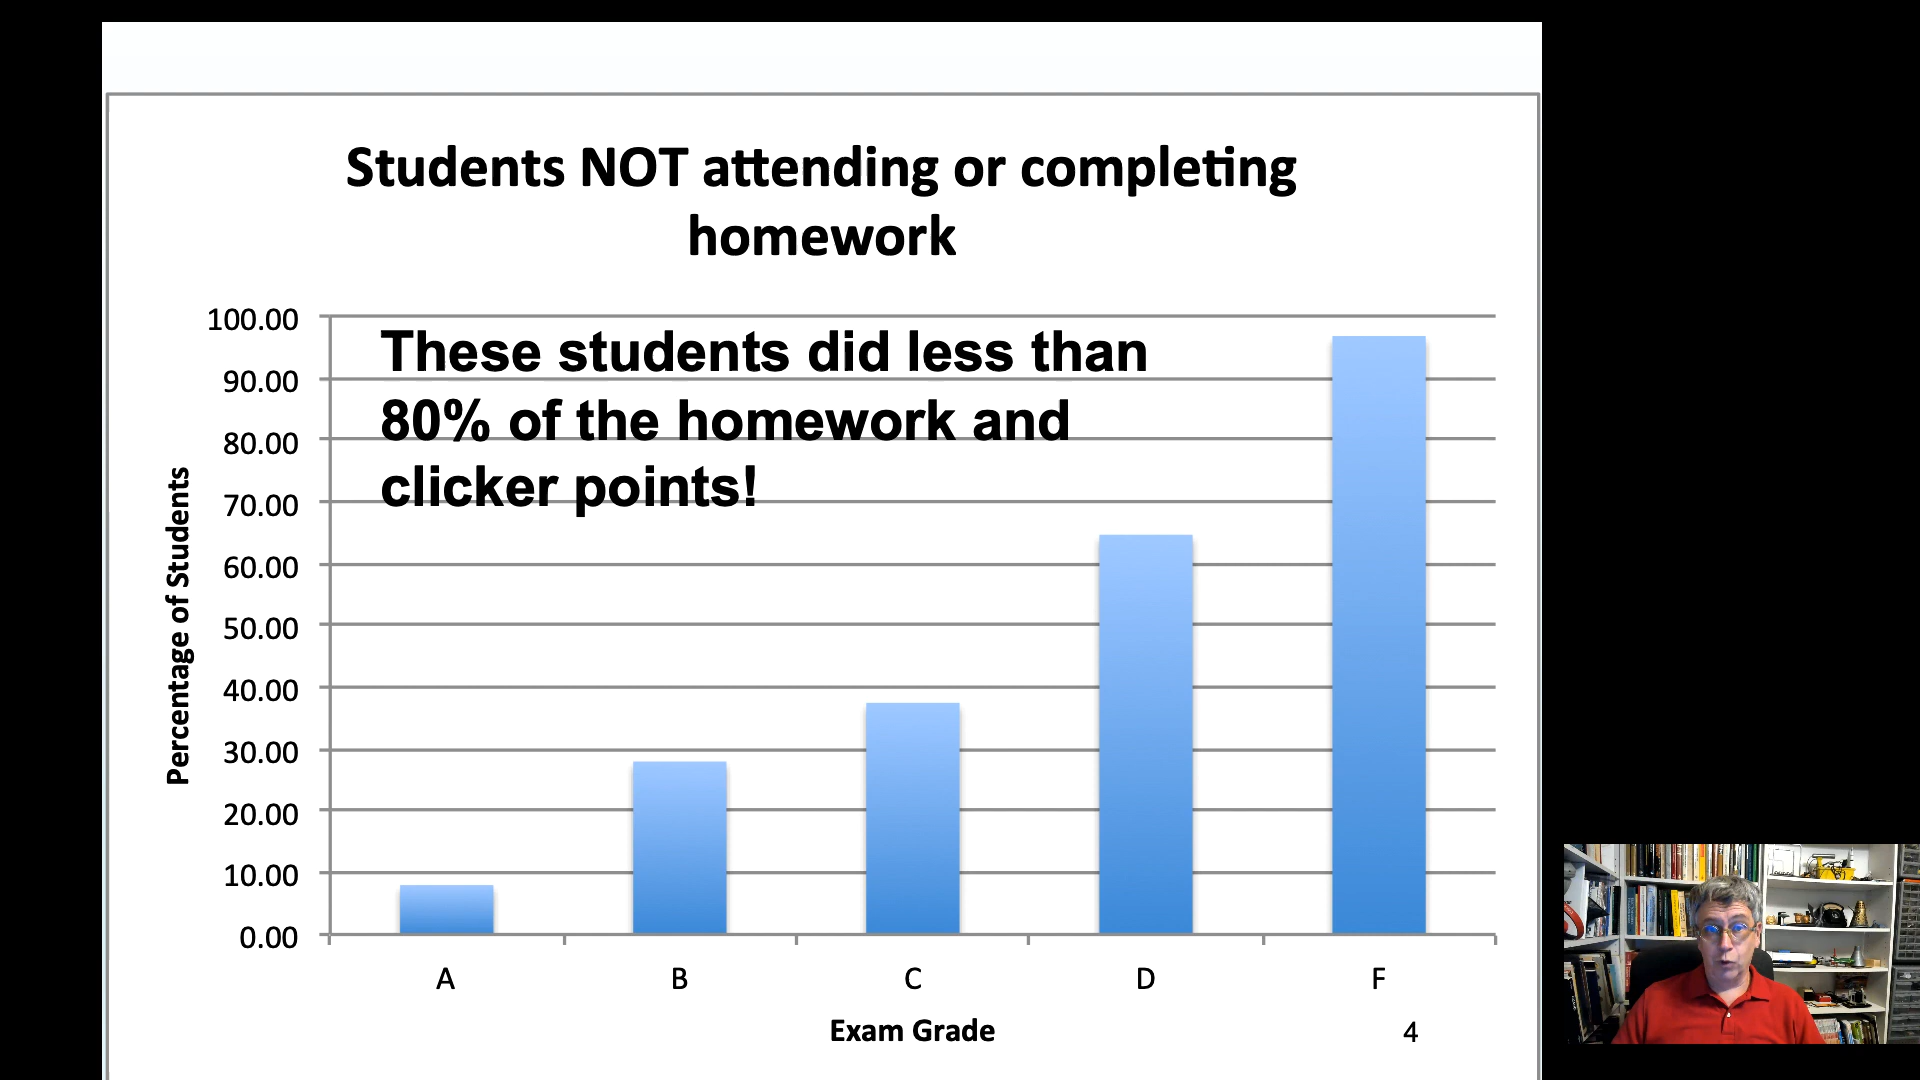 Students NOT attending or completing
homework
These students did less than
80% of the homework and
clicker points!
Percentage of Students
100.00
90.00
80.00
70.00
60.00
50.00
40.00
30.00
20.00
10.00
0.00
A B C D F
Exam Grade
4